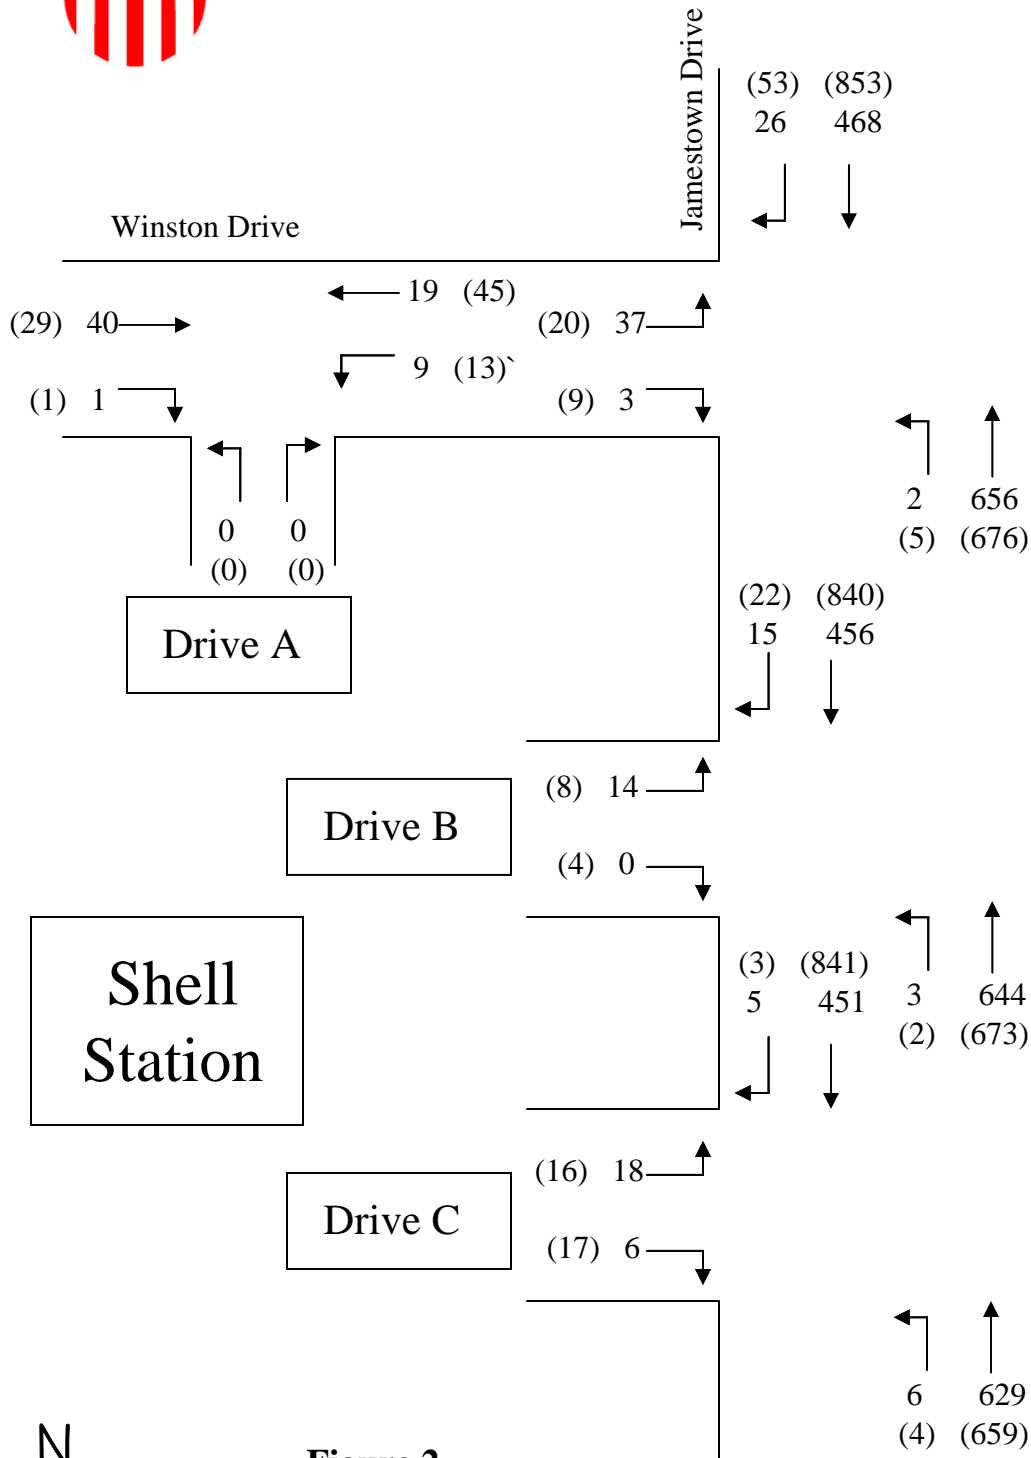 Jamestown Drive
(53) (853)
26 468
Winston Drive
19 (45)
(29) 40
(20) 37
9 (13)`
(1) 1
(9) 3
2 656
(5) (676)
0 0
(0) (0)
(22) (840)
15 456
Drive A
(8) 14
Drive B
(4) 0
(3) (841)
5 451
3 644
(2) (673)
Shell
Station
(16) 18
Drive C
(17) 6
6 629
(4) (659)
N
Figure 2